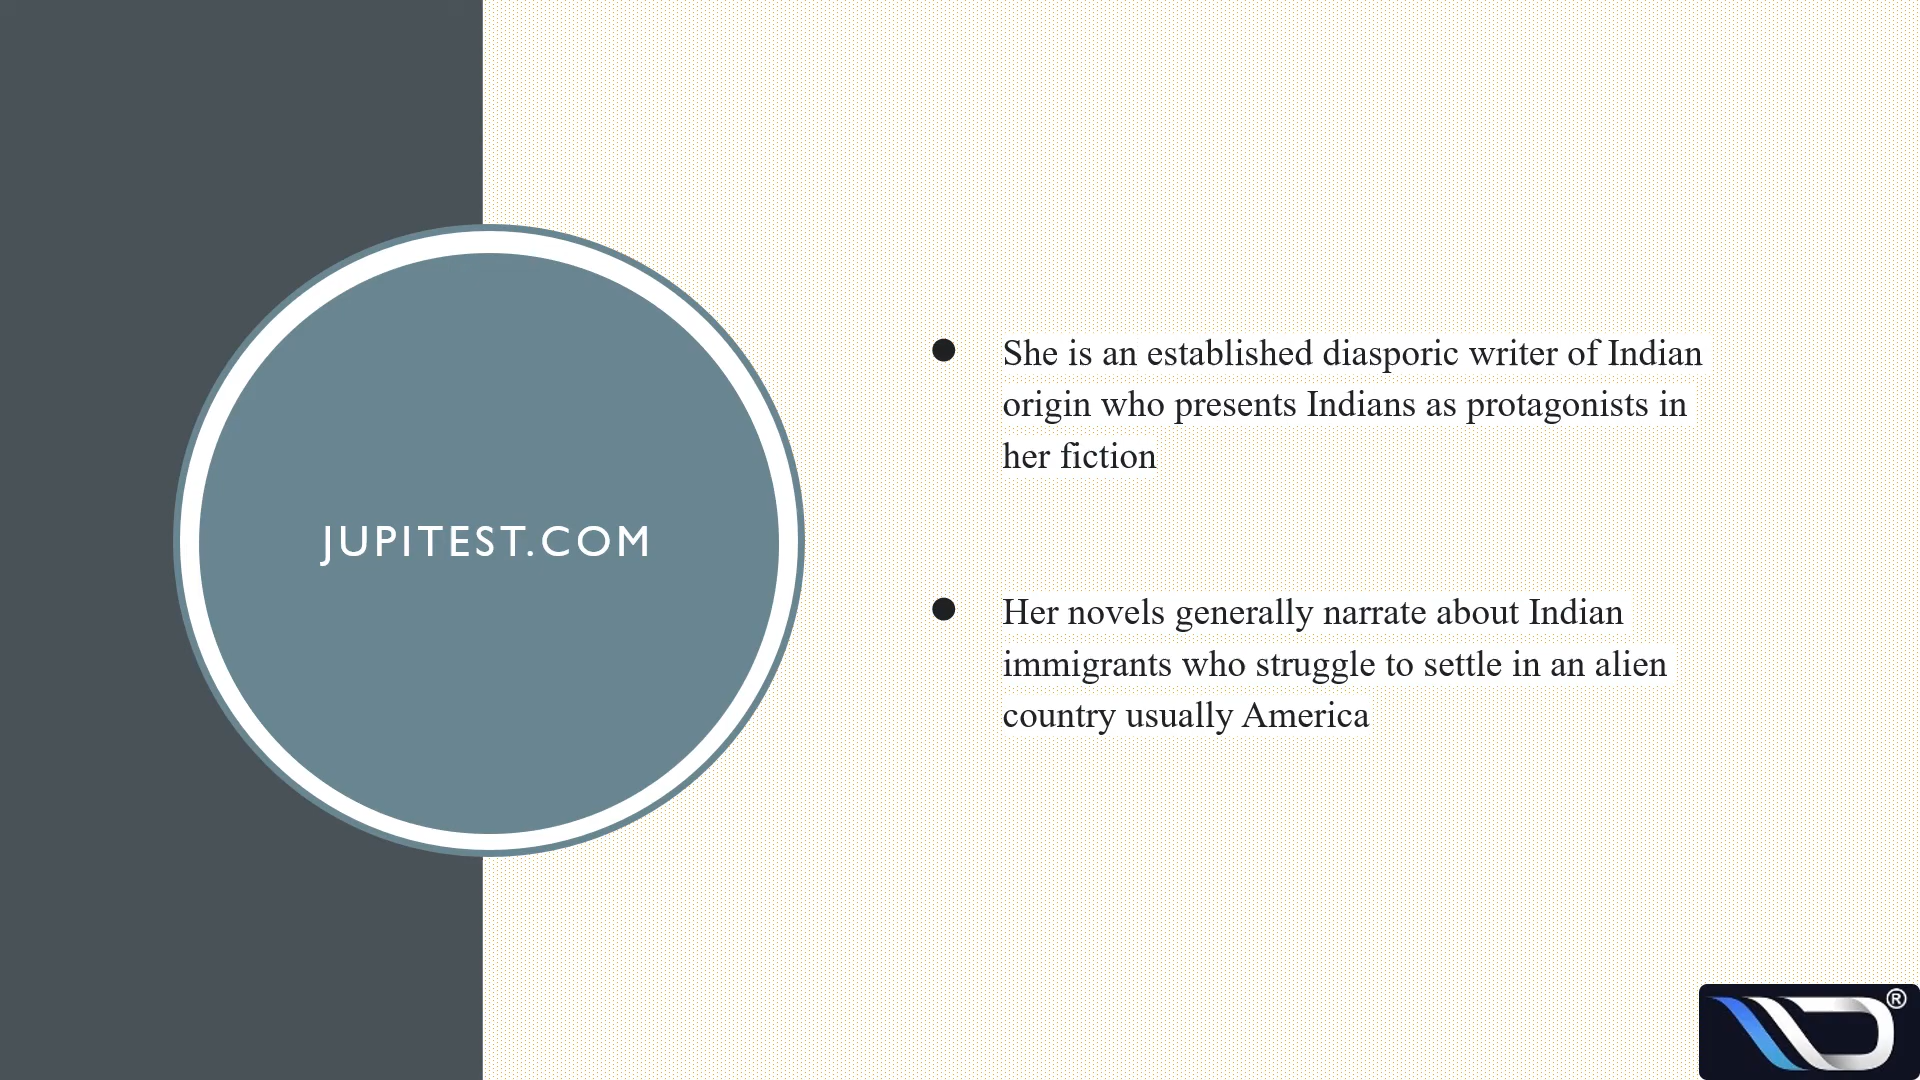 JUPITEST.COM
● She is an established diasporic writer of Indian
origin who presents Indians as protagonists in
her fiction
● Her novels generally narrate about Indian
immigrants who struggle to settle in an alien
country usually America
®